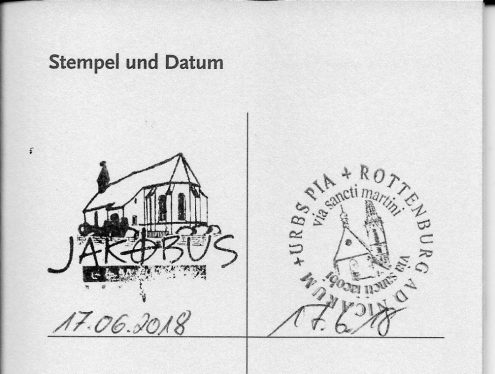 Stempel und Datum
JAKOBUS
17.06.2018
+ URBS PIA + ROTTENBURG AD NICARUM
via sancti martini
via sancti iacobi
17.6.18